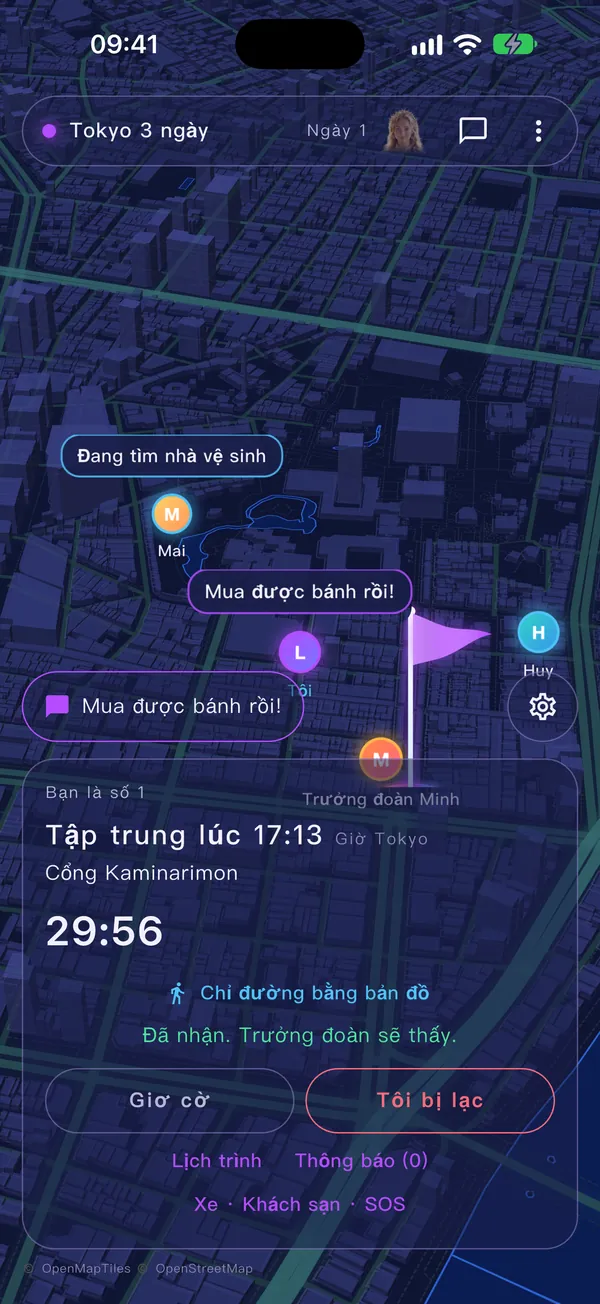 09:41
Tokyo 3 ngày
Ngày 1
Đang tìm nhà vệ sinh
M
Mai
Mua được bánh rồi!
L
Tôi
H
Huy
Mua được bánh rồi!
M
Trưởng đoàn Minh
Bạn là số 1
Tập trung lúc 17:13 Giờ Tokyo
Cổng Kaminarimon
29:56
Chỉ đường bằng bản đồ
Đã nhận. Trưởng đoàn sẽ thấy.
Giơ cờ
Tôi bị lạc
Lịch trình
Thông báo (0)
Xe · Khách sạn · SOS
© OpenMapTiles © OpenStreetMap